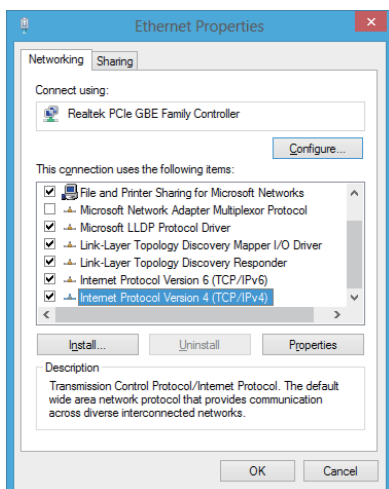 Ethernet Properties
Networking
Sharing
Connect using:
Realtek PCIe GBE Family Controller
Configure...
This connection uses the following items:
File and Printer Sharing for Microsoft Networks
Microsoft Network Adapter Multiplexor Protocol
Microsoft LLDP Protocol Driver
Link-Layer Topology Discovery Mapper I/O Driver
Link-Layer Topology Discovery Responder
Internet Protocol Version 6 (TCP/IPv6)
Internet Protocol Version 4 (TCP/IPv4)
Install...
Uninstall
Properties
Description
Transmission Control Protocol/Internet Protocol. The default
wide area network protocol that provides communication
across diverse interconnected networks.
OK
Cancel